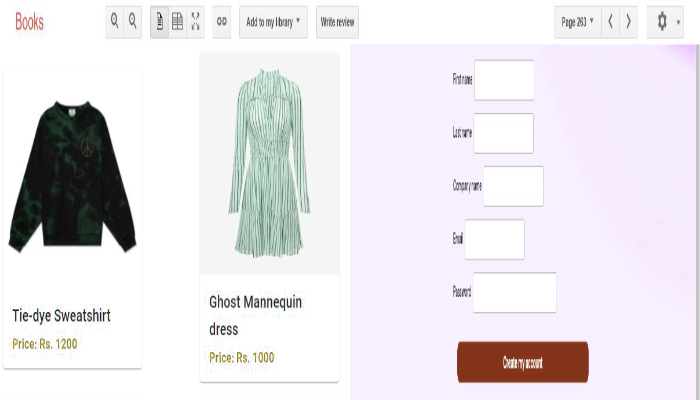 Books
Add to my library
Write review
Page 263
Tie-dye Sweatshirt
Price: Rs. 1200
Ghost Mannequin
dress
Price: Rs. 1000
First name
Last name
Company name
Email
Password
Create my account